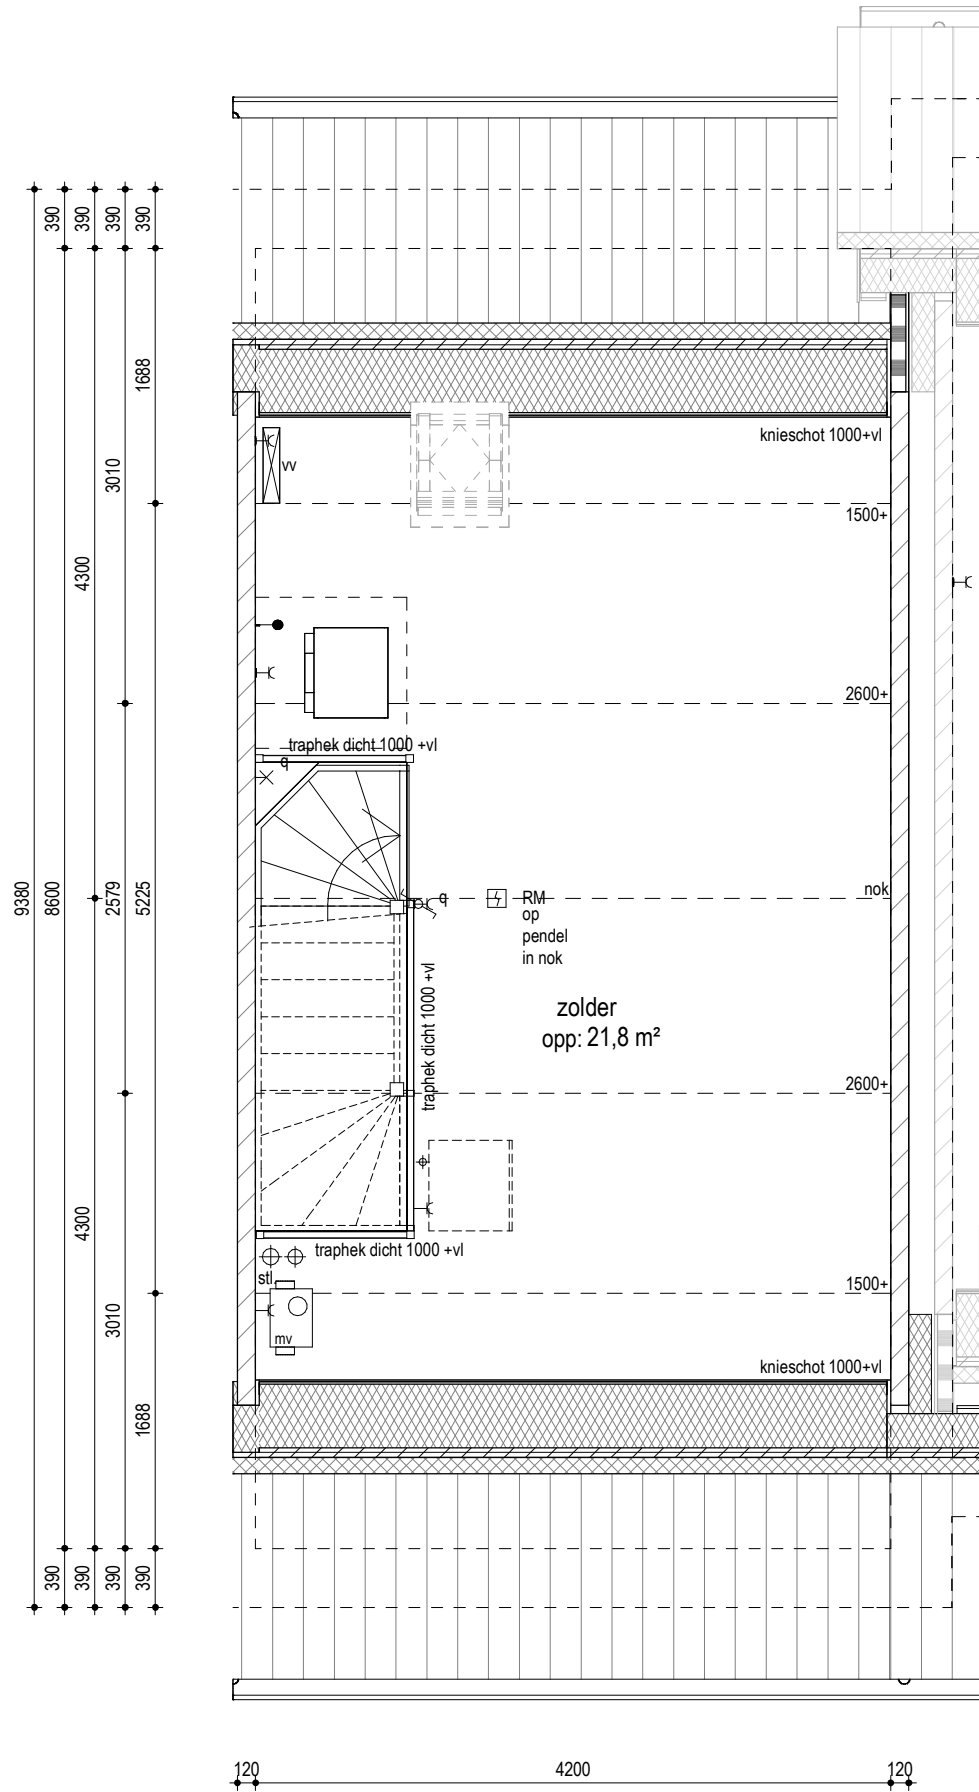 390
390
390
390
1688
3010
4300
knieschot 1000+vl
vv
1500+
2600+
traphek dicht 1000 +vl
q
9380
8600
2579
5225
nok
q
RM
op
pendel
in nok
traphek dicht 1000 +vl
zolder
opp: 21,8 m²
2600+
4300
traphek dicht 1000 +vl
stl.
1500+
mv
3010
knieschot 1000+vl
1688
390
390
390
390
120
4200
120